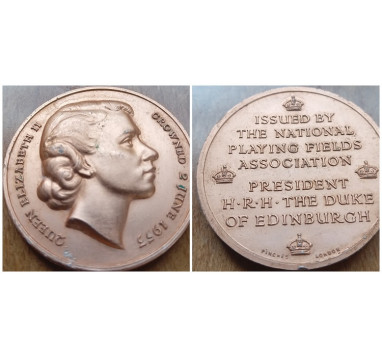 QUEEN ELIZABETH II
CROWNED · 2 JUNE 1953
ISSUED BY
THE NATIONAL
PLAYING FIELDS
ASSOCIATION
PRESIDENT
H·R·H·THE DUKE
OF EDINBURGH
PINCHES LONDON